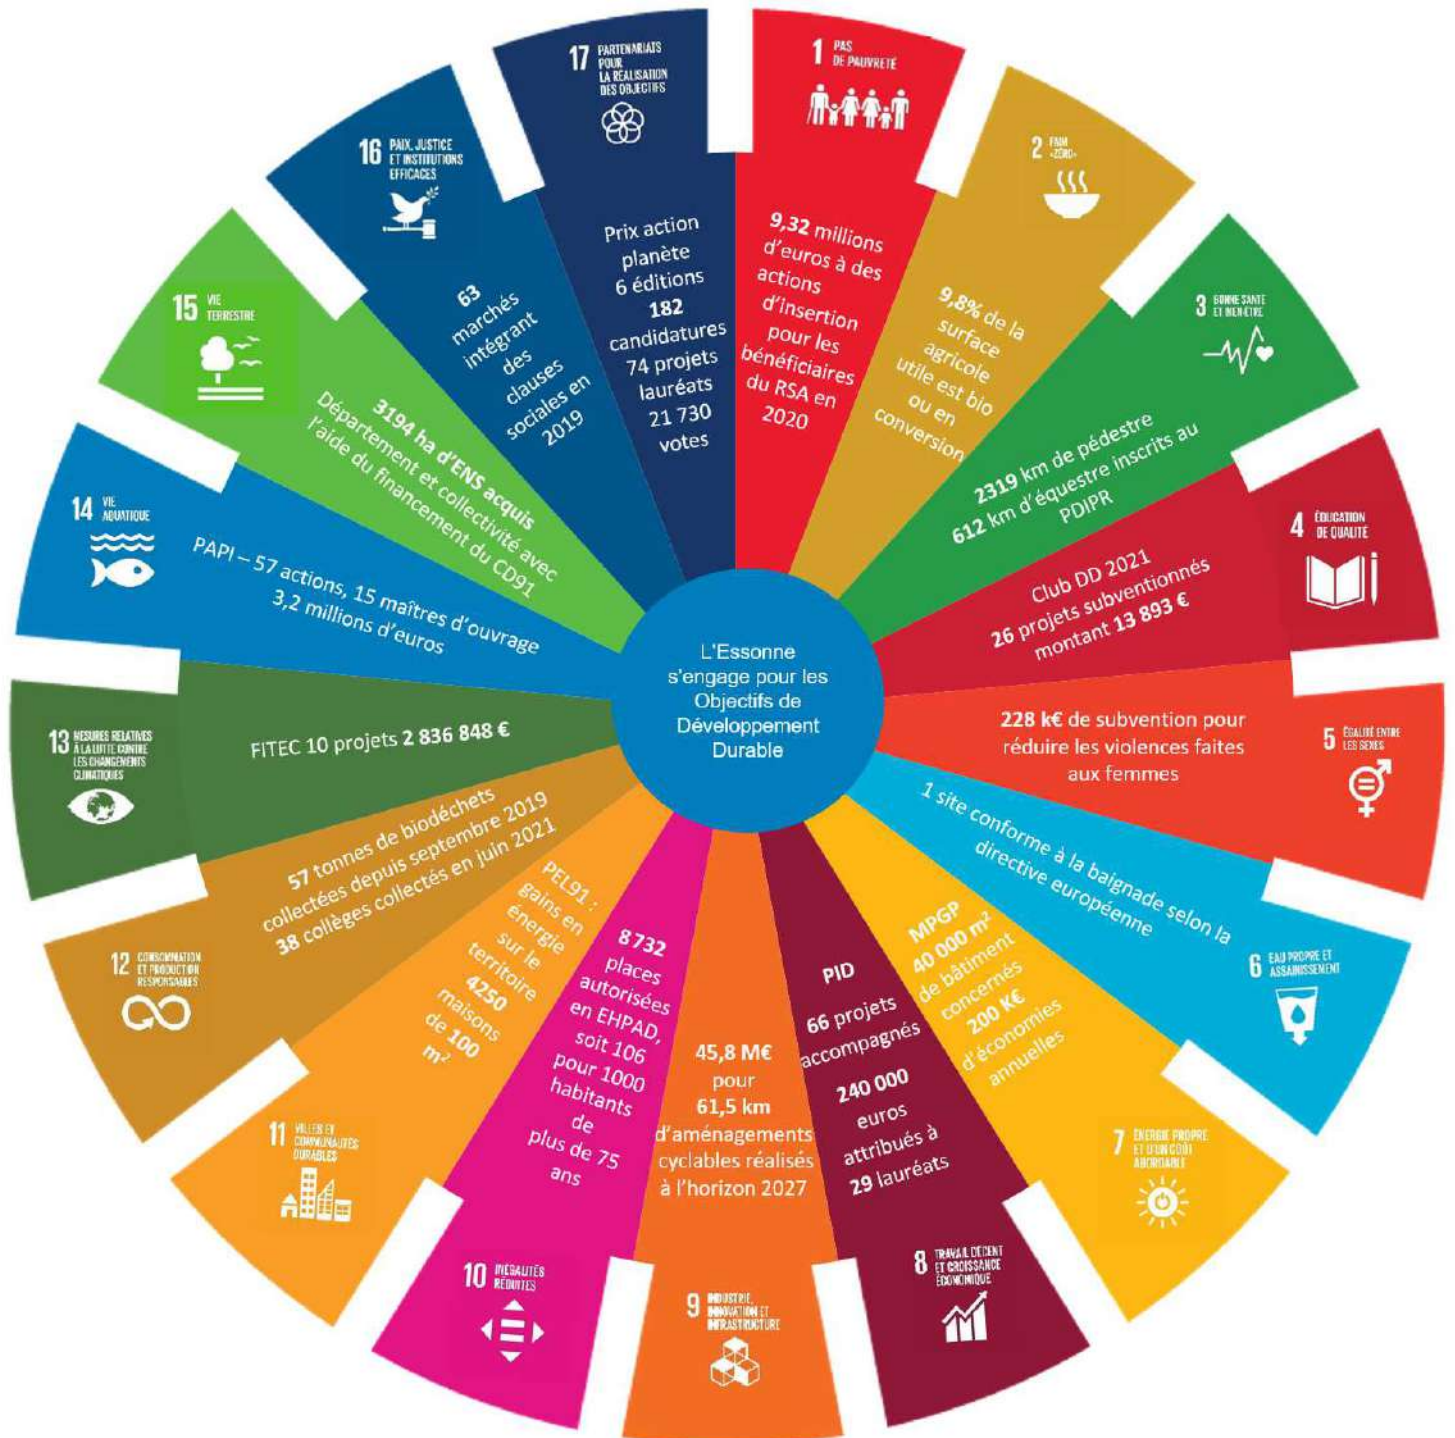 L'Essonne
s'engage pour les
Objectifs de
Développement
Durable
1 PAS
DE PAUVRETÉ
9,32 millions
d'euros à des
actions
d'insertion
pour les
bénéficiaires
du RSA en
2020
2 FAIM
«ZÉRO»
9,8% de la
surface
agricole
utile est bio
ou en
conversion
3 BONNE SANTÉ
ET BIEN-ÊTRE
2319 km de pédestre
612 km d'équestre inscrits au
PDIPR
4 ÉDUCATION
DE QUALITÉ
Club DD 2021
26 projets subventionnés
montant 13 893 €
5 ÉGALITÉ ENTRE
LES SEXES
228 k€ de subvention pour
réduire les violences faites
aux femmes
6 EAU PROPRE ET
ASSAINISSEMENT
1 site conforme à la baignade selon la
directive européenne
7 ÉNERGIE PROPRE
ET D'UN COÛT
ABORDABLE
MPGP
40 000 m²
de bâtiment
concernés
200 K€
d'économies
annuelles
8 TRAVAIL DÉCENT
ET CROISSANCE
ÉCONOMIQUE
PID
66 projets
accompagnés
240 000
euros
attribués à
29 lauréats
9 INDUSTRIE,
INNOVATION ET
INFRASTRUCTURE
45,8 M€
pour
61,5 km
d'aménagements
cyclables réalisés
à l'horizon 2027
10 INÉGALITÉS
RÉDUITES
8 732
places
autorisées
en EHPAD,
soit 106
pour 1000
habitants
de
plus de 75
ans
11 VILLES ET
COMMUNAUTÉS
DURABLES
PEL91 :
gains en
énergie
sur le
territoire
4250
maisons
de 100
m²
12 CONSOMMATION
ET PRODUCTION
RESPONSABLES
57 tonnes de biodéchets
collectées depuis septembre 2019
38 collèges collectés en juin 2021
13 MESURES RELATIVES
À LA LUTTE CONTRE
LES CHANGEMENTS
CLIMATIQUES
FITEC 10 projets 2 836 848 €
14 VIE
AQUATIQUE
PAPI – 57 actions, 15 maîtres d'ouvrage
3,2 millions d'euros
15 VIE
TERRESTRE
3194 ha d'ENS acquis
Département et collectivité avec
l'aide du financement du CD91
16 PAIX, JUSTICE
ET INSTITUTIONS
EFFICACES
63
marchés
intégrant
des
clauses
sociales en
2019
17 PARTENARIATS
POUR
LA RÉALISATION
DES OBJECTIFS
Prix action
planète
6 éditions
182
candidatures
74 projets
lauréats
21 730
votes